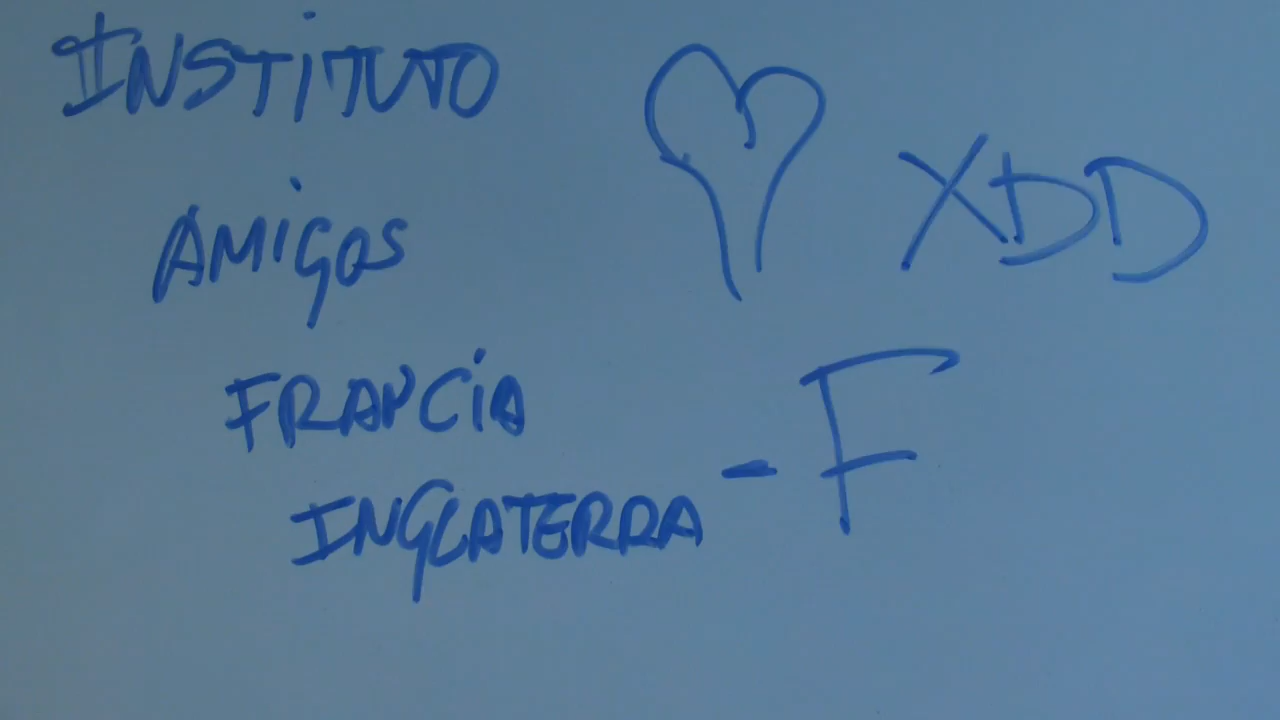 INSTITUTO
XDD
AMIGOS
FRANCIA
INGLATERRA - F